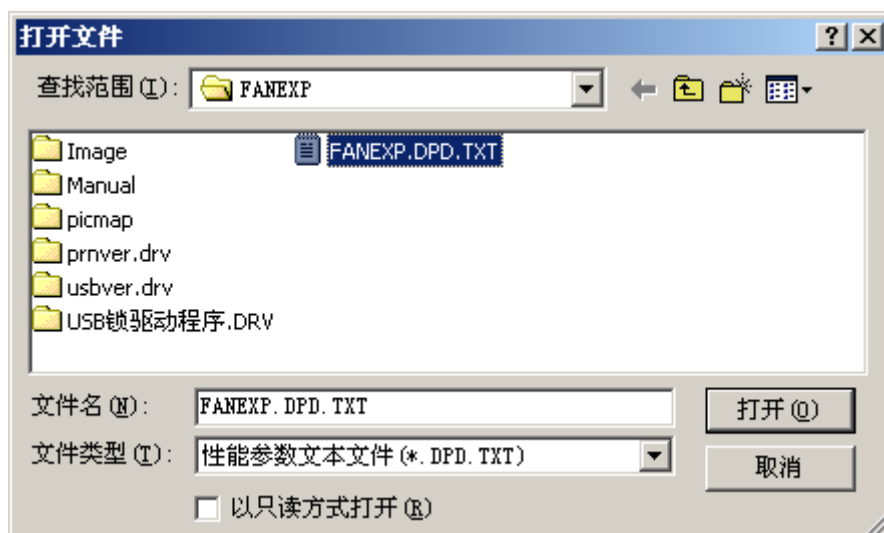 打开文件
查找范围(I): FANEXP
Image FANEXP.DPD.TXT
Manual
picmap
prnver.drv
usbver.drv
USB锁驱动程序.DRV
文件名(N): FANEXP.DPD.TXT 打开(O)
文件类型(T): 性能参数文本文件(*.DPD.TXT) 取消
以只读方式打开(R)